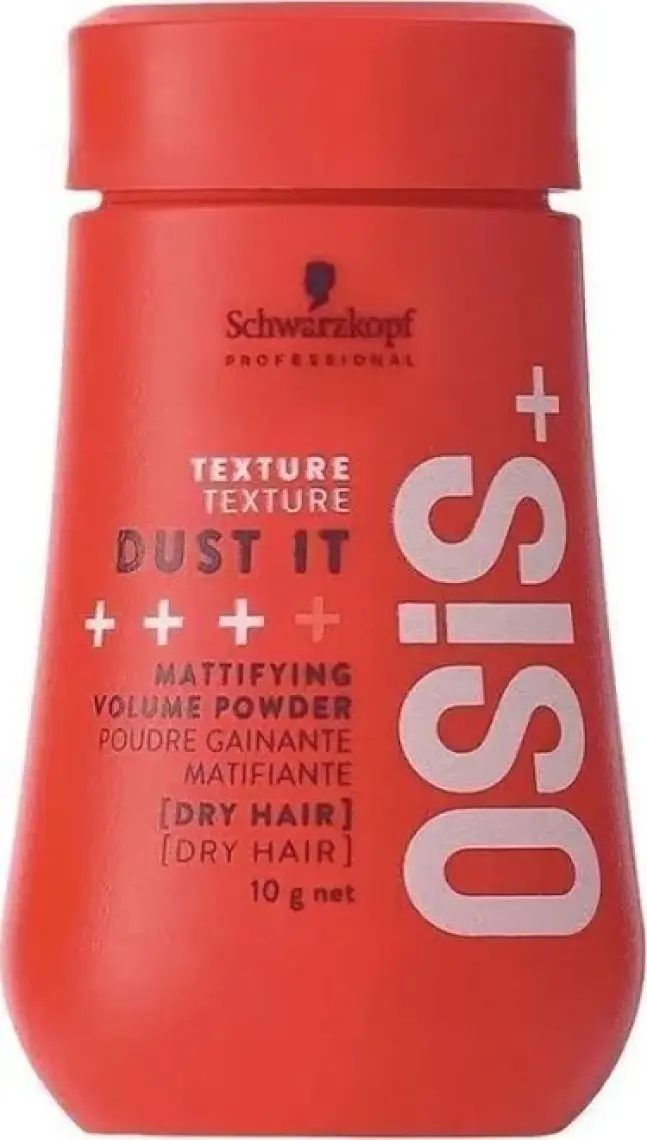 Schwarzkopf
PROFESSIONAL
TEXTURE
TEXTURE
DUST IT
++++
MATTIFYING
VOLUME POWDER
POUDRE GAINANTE
MATIFIANTE
[DRY HAIR]
[DRY HAIR]
10 g net
OSiS+